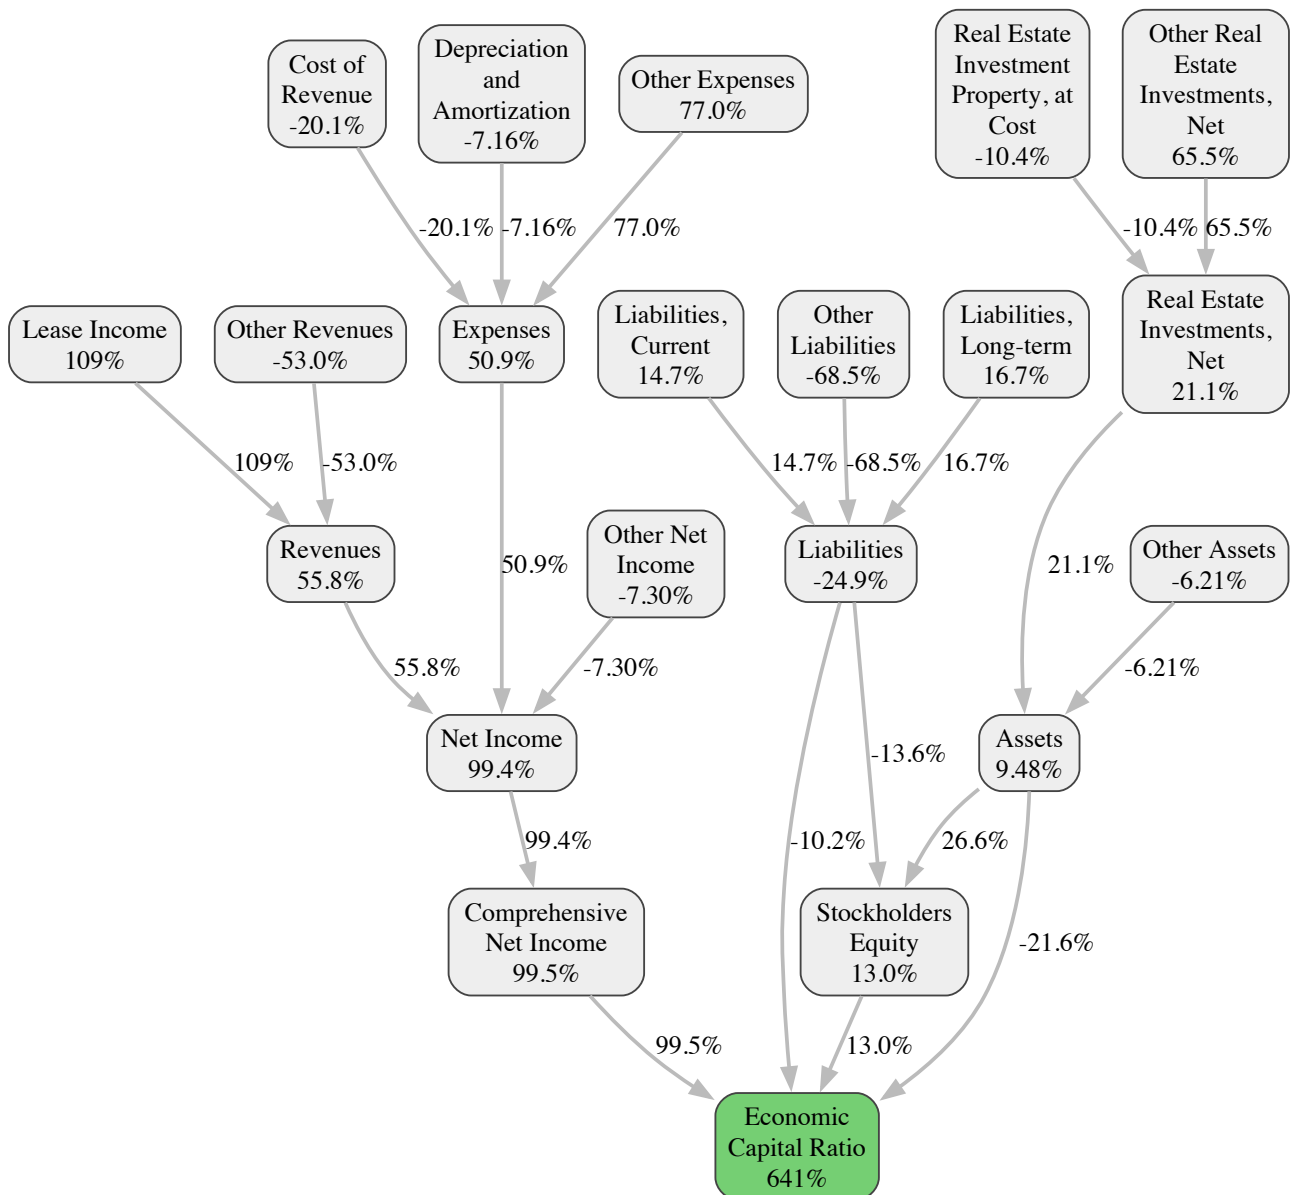 Cost of
Revenue
-20.1%
Depreciation
and
Amortization
-7.16%
Other Expenses
77.0%
Real Estate
Investment
Property, at
Cost
-10.4%
Other Real
Estate
Investments,
Net
65.5%
-20.1%
-7.16%
77.0%
-10.4%
65.5%
Lease Income
109%
Other Revenues
-53.0%
Expenses
50.9%
Liabilities,
Current
14.7%
Other
Liabilities
-68.5%
Liabilities,
Long-term
16.7%
Real Estate
Investments,
Net
21.1%
109%
-53.0%
14.7%
-68.5%
16.7%
Revenues
55.8%
50.9%
Other Net
Income
-7.30%
Liabilities
-24.9%
21.1%
Other Assets
-6.21%
55.8%
-7.30%
-6.21%
Net Income
99.4%
-13.6%
Assets
9.48%
99.4%
-10.2%
26.6%
Comprehensive
Net Income
99.5%
Stockholders
Equity
13.0%
-21.6%
99.5%
13.0%
Economic
Capital Ratio
641%